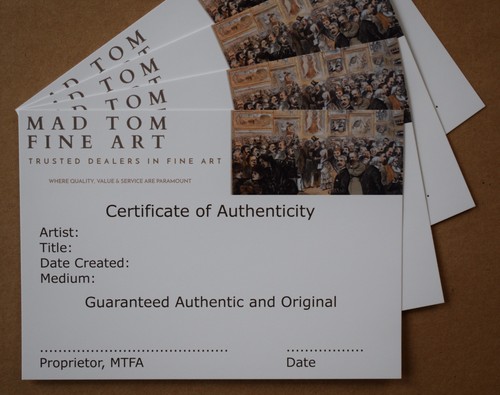 MAD TOM
MAD TOM
MAD TOM
MAD TOM
FINE ART
TRUSTED DEALERS IN FINE ART
WHERE QUALITY, VALUE & SERVICE ARE PARAMOUNT
Certificate of Authenticity
Artist:
Title:
Date Created:
Medium:
Guaranteed Authentic and Original
............................................
Proprietor, MTFA
..................
Date